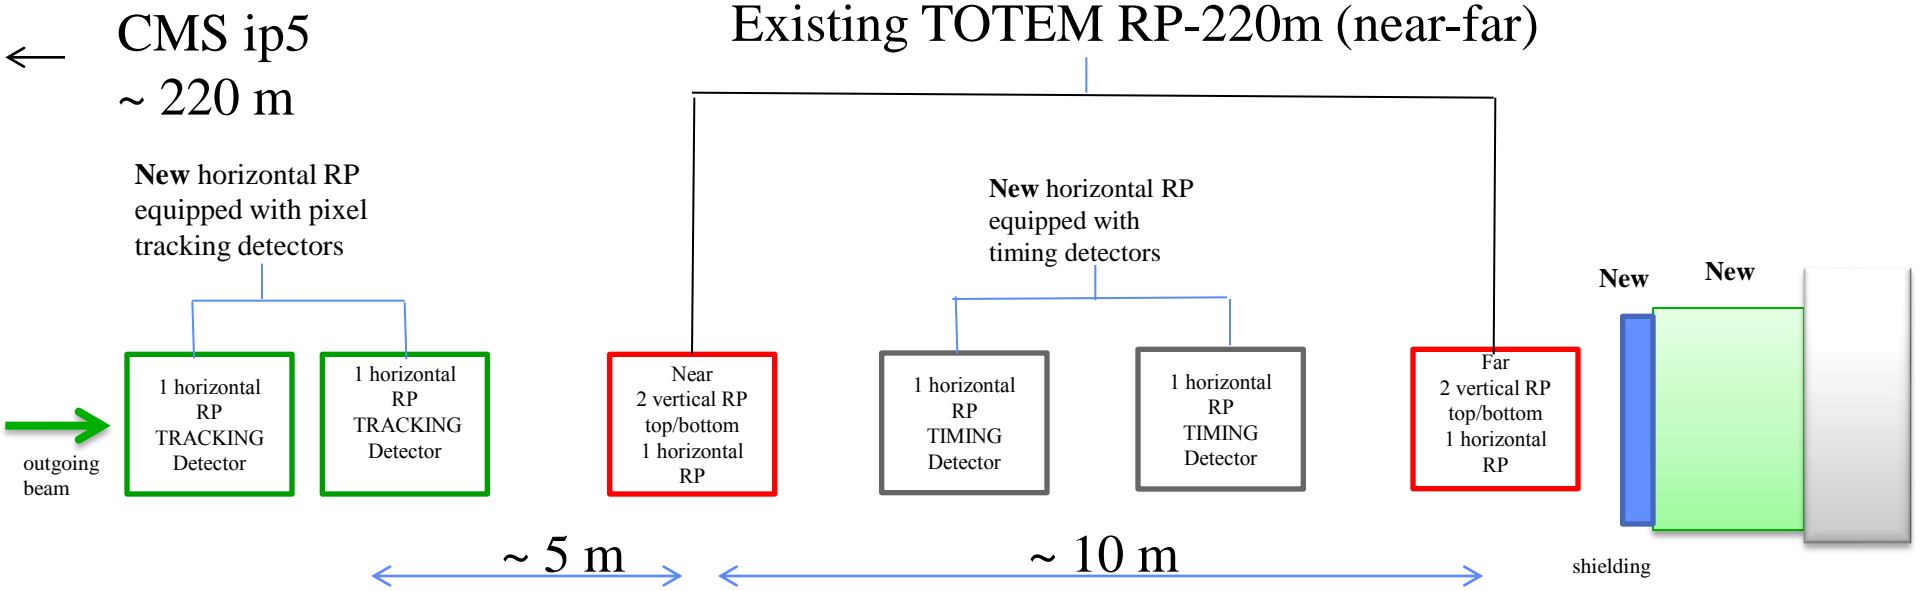 CMS ip5
~ 220 m
Existing TOTEM RP-220m (near-far)
New horizontal RP
equipped with pixel
tracking detectors
New horizontal RP
equipped with
timing detectors
New
New
outgoing
beam
1 horizontal
RP
TRACKING
Detector
1 horizontal
RP
TRACKING
Detector
Near
2 vertical RP
top/bottom
1 horizontal
RP
1 horizontal
RP
TIMING
Detector
1 horizontal
RP
TIMING
Detector
Far
2 vertical RP
top/bottom
1 horizontal
RP
~ 5 m
~ 10 m
shielding